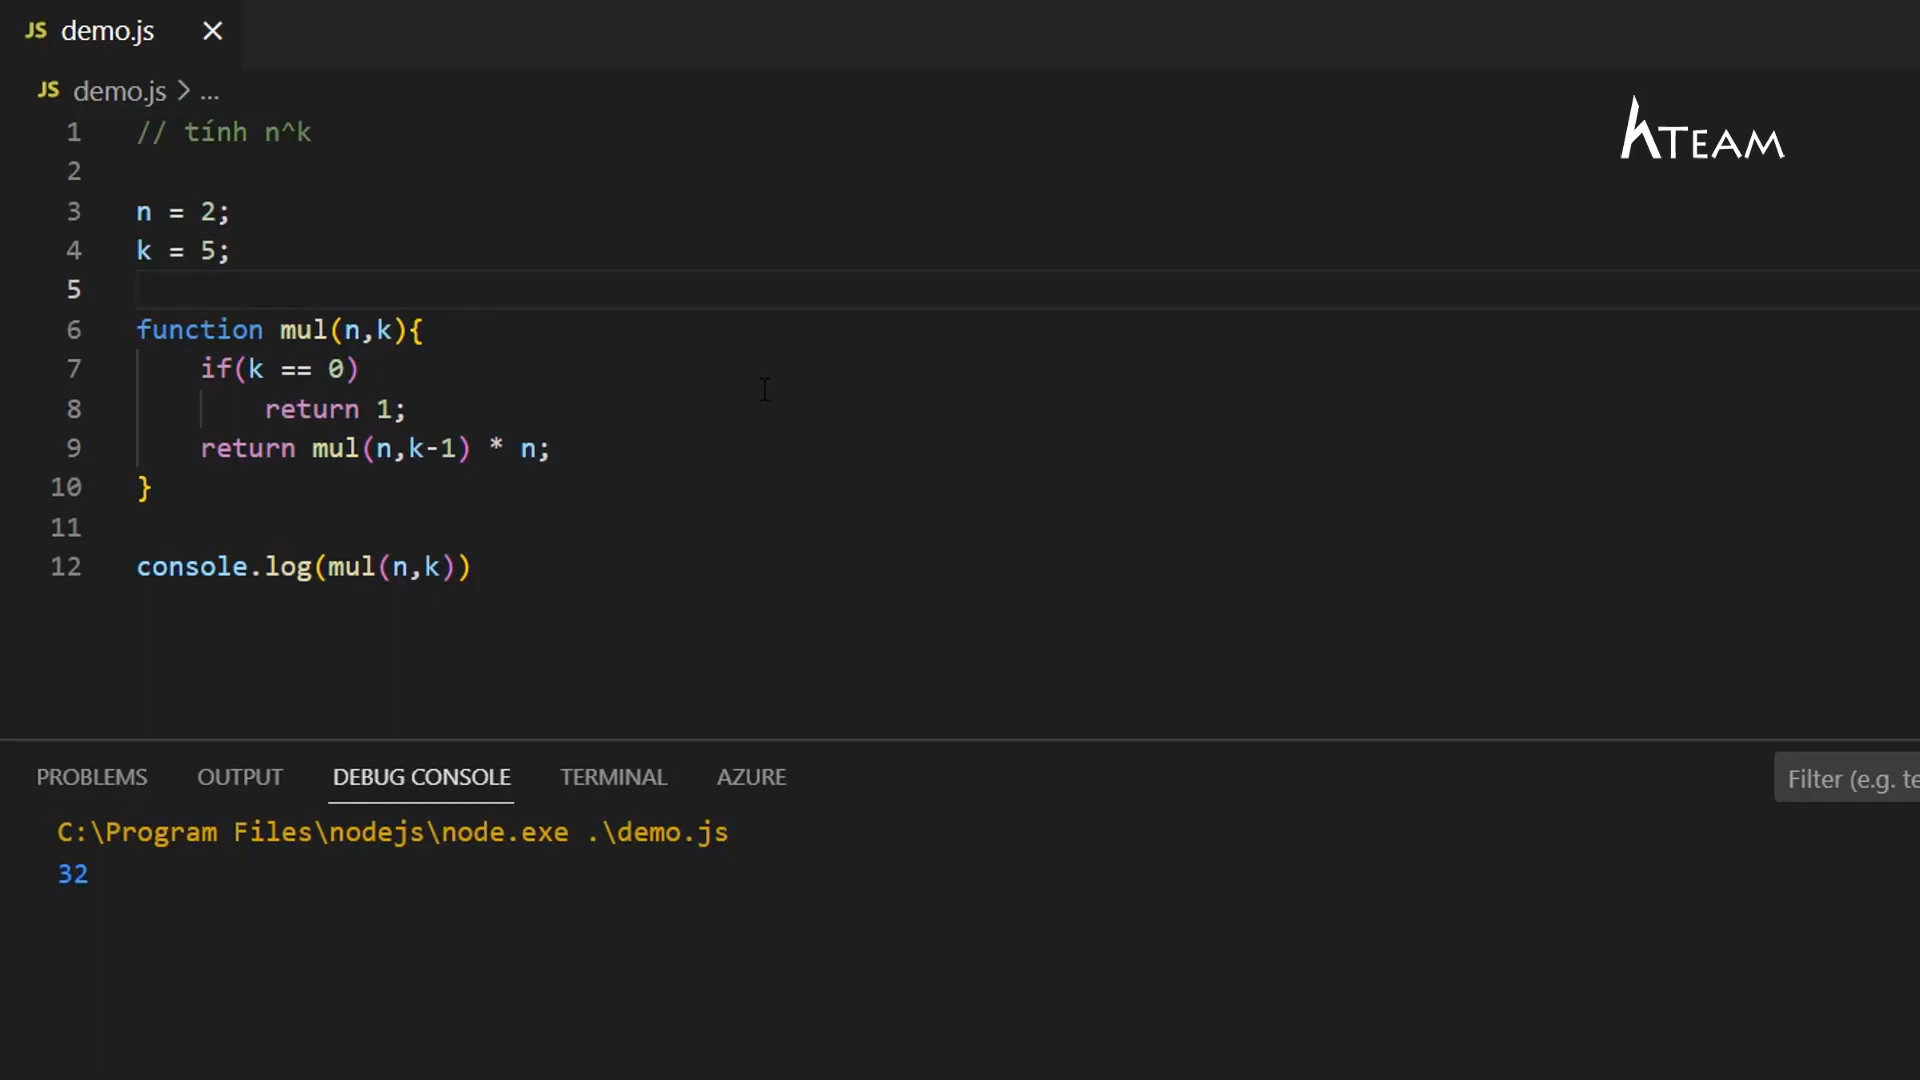 JS demo.js ×
JS demo.js > ...
1 // tính n^k
2
3 n = 2;
4 k = 5;
5
6 function mul(n,k){
7     if(k == 0)
8         return 1;
9     return mul(n,k-1) * n;
10 }
11
12 console.log(mul(n,k))
KTEAM
PROBLEMS OUTPUT DEBUG CONSOLE TERMINAL AZURE
Filter (e.g. te
C:\Program Files\nodejs\node.exe .\demo.js
32